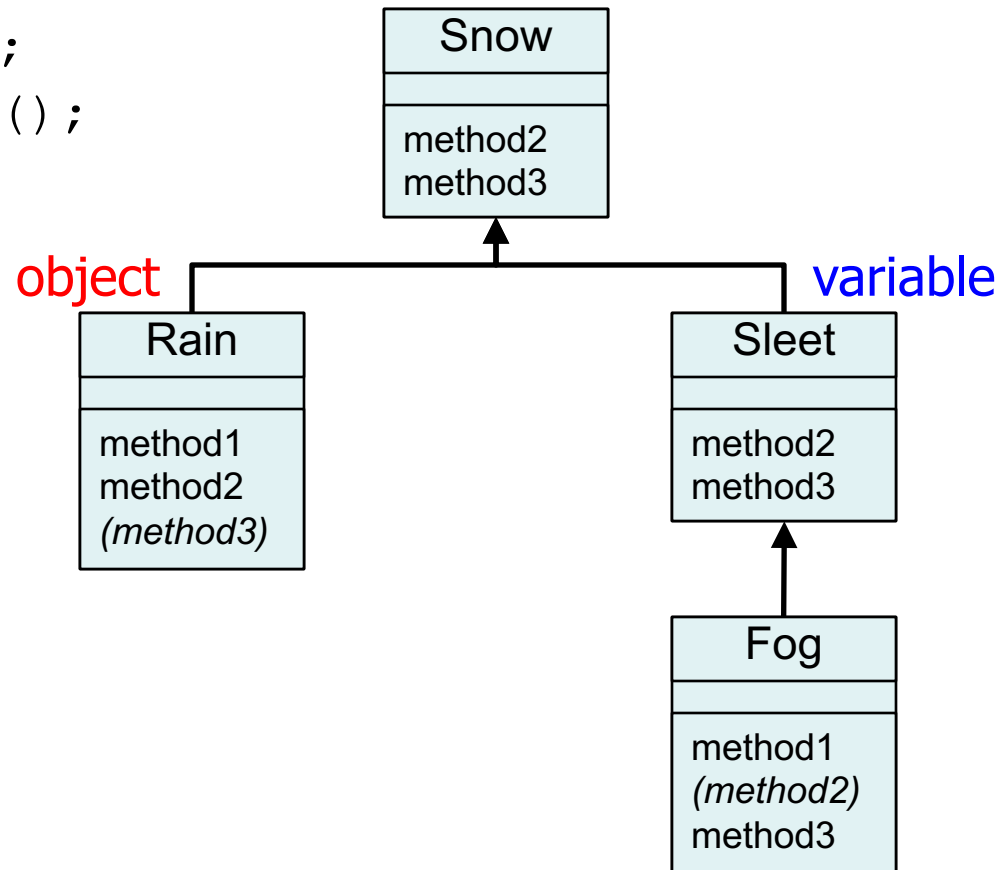 ;
();
Snow
method2
method3
object
variable
Rain
method1
method2
(method3)
Sleet
method2
method3
Fog
method1
(method2)
method3